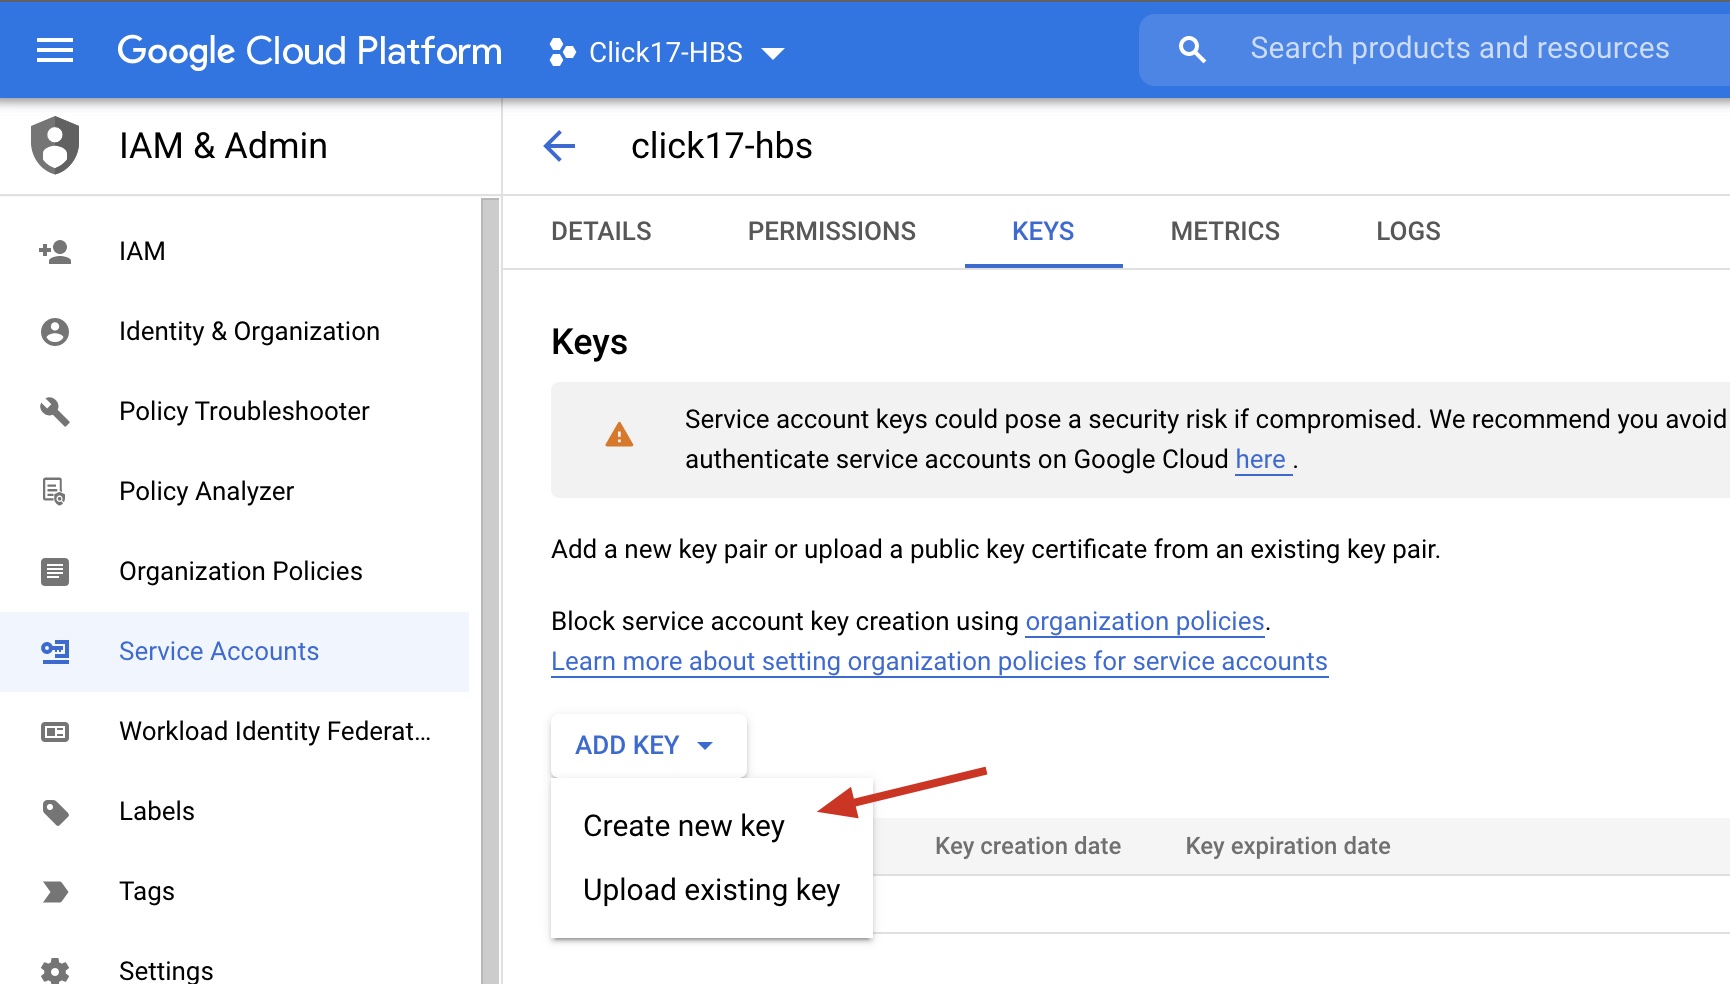 Google Cloud Platform
Click17-HBS
Search products and resources
IAM & Admin
click17-hbs
IAM
Identity & Organization
Policy Troubleshooter
Policy Analyzer
Organization Policies
Service Accounts
Workload Identity Federat...
Labels
Tags
Settings
DETAILS PERMISSIONS KEYS METRICS LOGS
Keys
Service account keys could pose a security risk if compromised. We recommend you avoid
authenticate service accounts on Google Cloud here .
Add a new key pair or upload a public key certificate from an existing key pair.
Block service account key creation using organization policies.
Learn more about setting organization policies for service accounts
ADD KEY
Create new key
Upload existing key
Key creation date Key expiration date